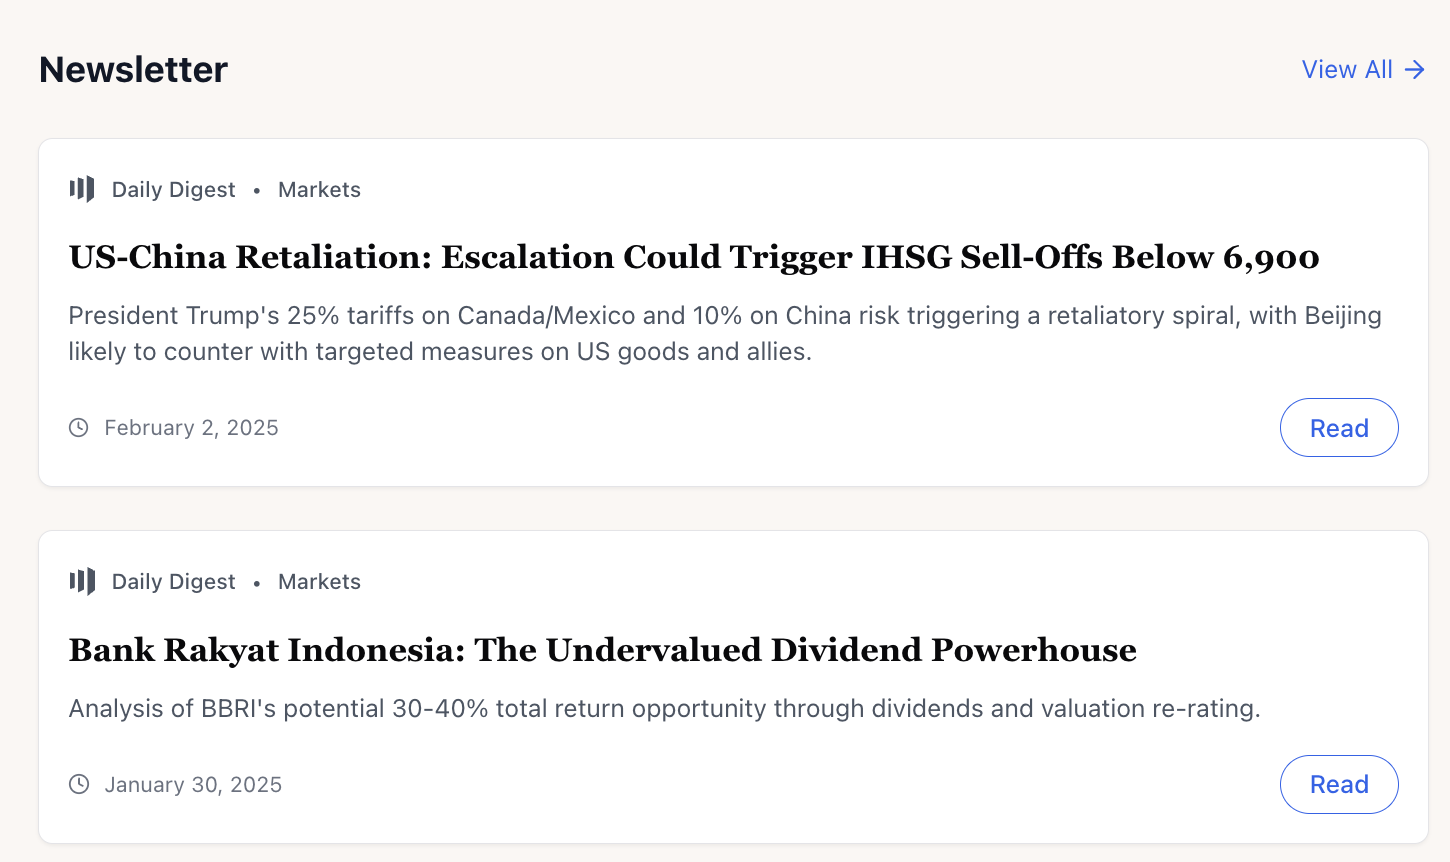 Newsletter
View All →
Daily Digest • Markets
US-China Retaliation: Escalation Could Trigger IHSG Sell-Offs Below 6,900
President Trump's 25% tariffs on Canada/Mexico and 10% on China risk triggering a retaliatory spiral, with Beijing
likely to counter with targeted measures on US goods and allies.
February 2, 2025
Read
Daily Digest • Markets
Bank Rakyat Indonesia: The Undervalued Dividend Powerhouse
Analysis of BBRI's potential 30-40% total return opportunity through dividends and valuation re-rating.
January 30, 2025
Read